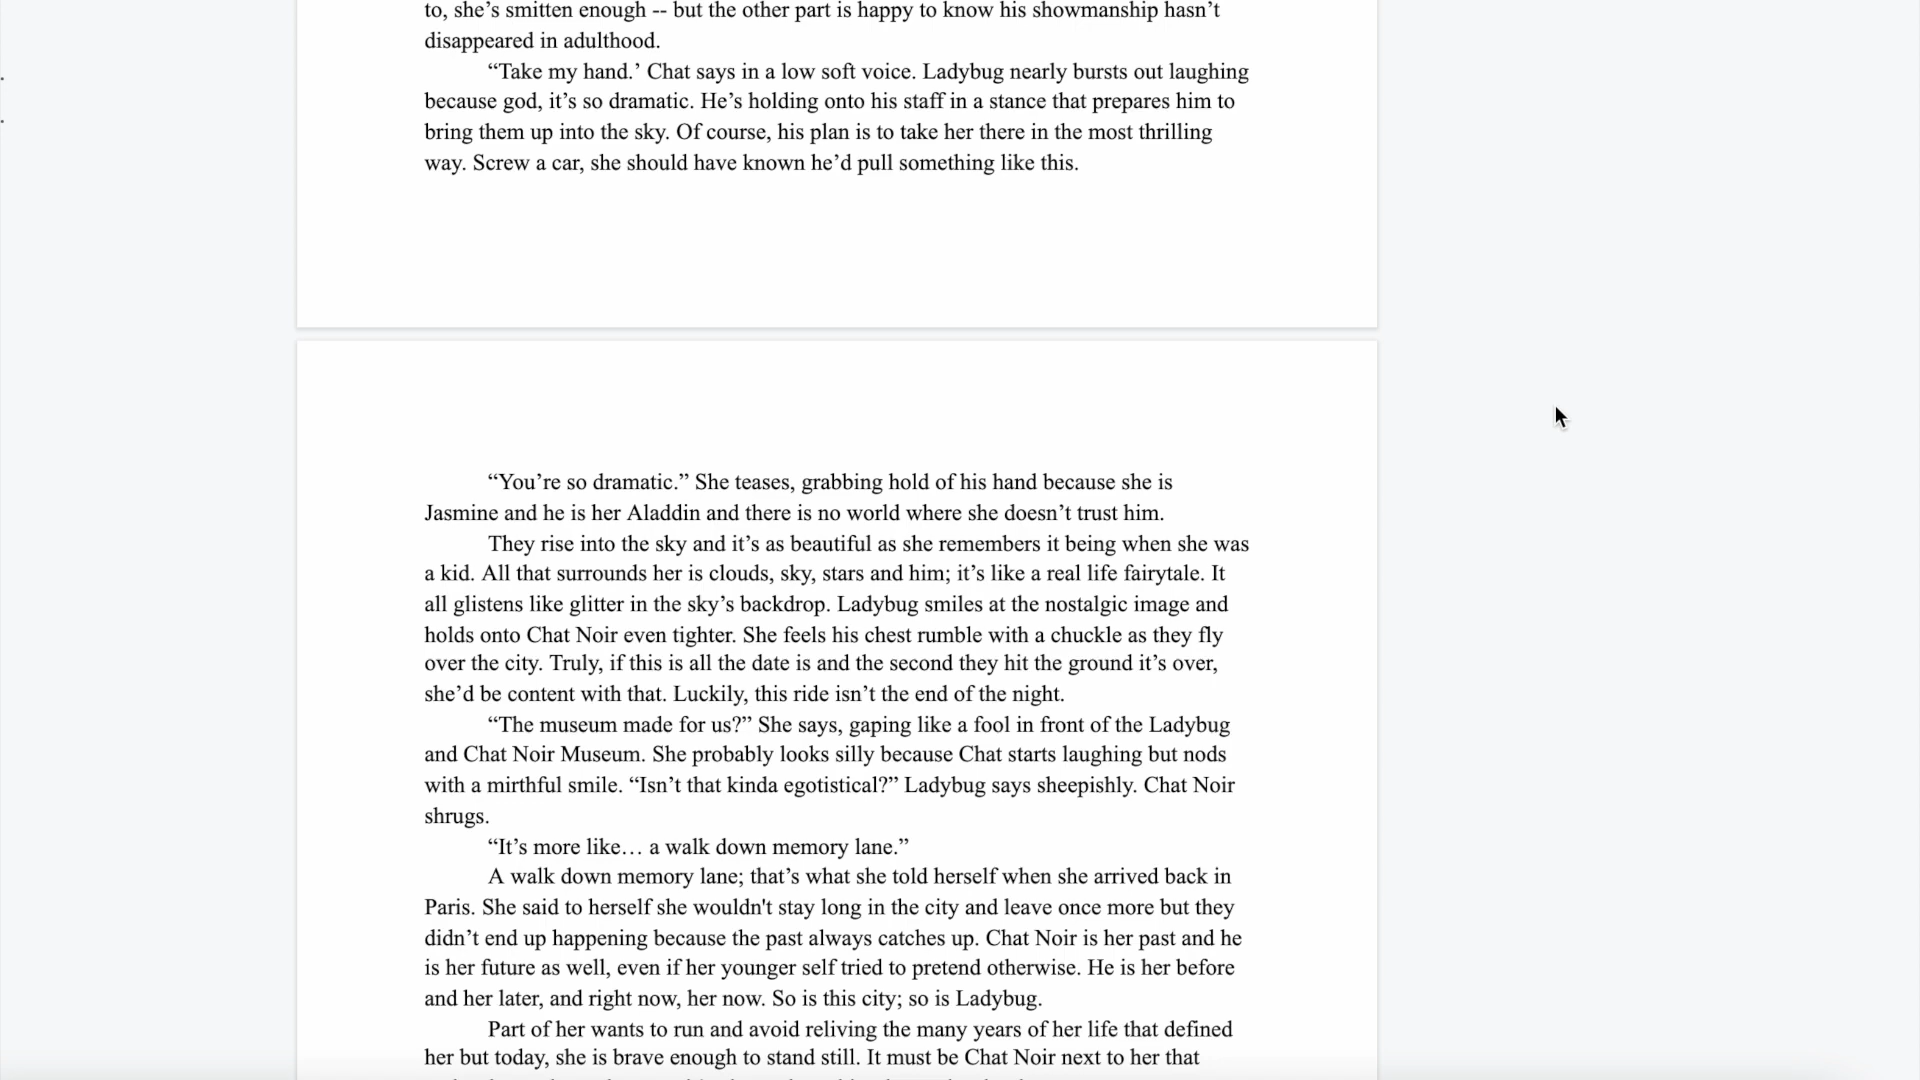 to, she’s smitten enough -- but the other part is happy to know his showmanship hasn’t
disappeared in adulthood.
“Take my hand.’ Chat says in a low soft voice. Ladybug nearly bursts out laughing
because god, it’s so dramatic. He’s holding onto his staff in a stance that prepares him to
bring them up into the sky. Of course, his plan is to take her there in the most thrilling
way. Screw a car, she should have known he’d pull something like this.
“You’re so dramatic.” She teases, grabbing hold of his hand because she is
Jasmine and he is her Aladdin and there is no world where she doesn’t trust him.
They rise into the sky and it’s as beautiful as she remembers it being when she was
a kid. All that surrounds her is clouds, sky, stars and him; it’s like a real life fairytale. It
all glistens like glitter in the sky’s backdrop. Ladybug smiles at the nostalgic image and
holds onto Chat Noir even tighter. She feels his chest rumble with a chuckle as they fly
over the city. Truly, if this is all the date is and the second they hit the ground it’s over,
she’d be content with that. Luckily, this ride isn’t the end of the night.
“The museum made for us?” She says, gaping like a fool in front of the Ladybug
and Chat Noir Museum. She probably looks silly because Chat starts laughing but nods
with a mirthful smile. “Isn’t that kinda egotistical?” Ladybug says sheepishly. Chat Noir
shrugs.
“It’s more like… a walk down memory lane.”
A walk down memory lane; that’s what she told herself when she arrived back in
Paris. She said to herself she wouldn't stay long in the city and leave once more but they
didn’t end up happening because the past always catches up. Chat Noir is her past and he
is her future as well, even if her younger self tried to pretend otherwise. He is her before
and her later, and right now, her now. So is this city; so is Ladybug.
Part of her wants to run and avoid reliving the many years of her life that defined
her but today, she is brave enough to stand still. It must be Chat Noir next to her that